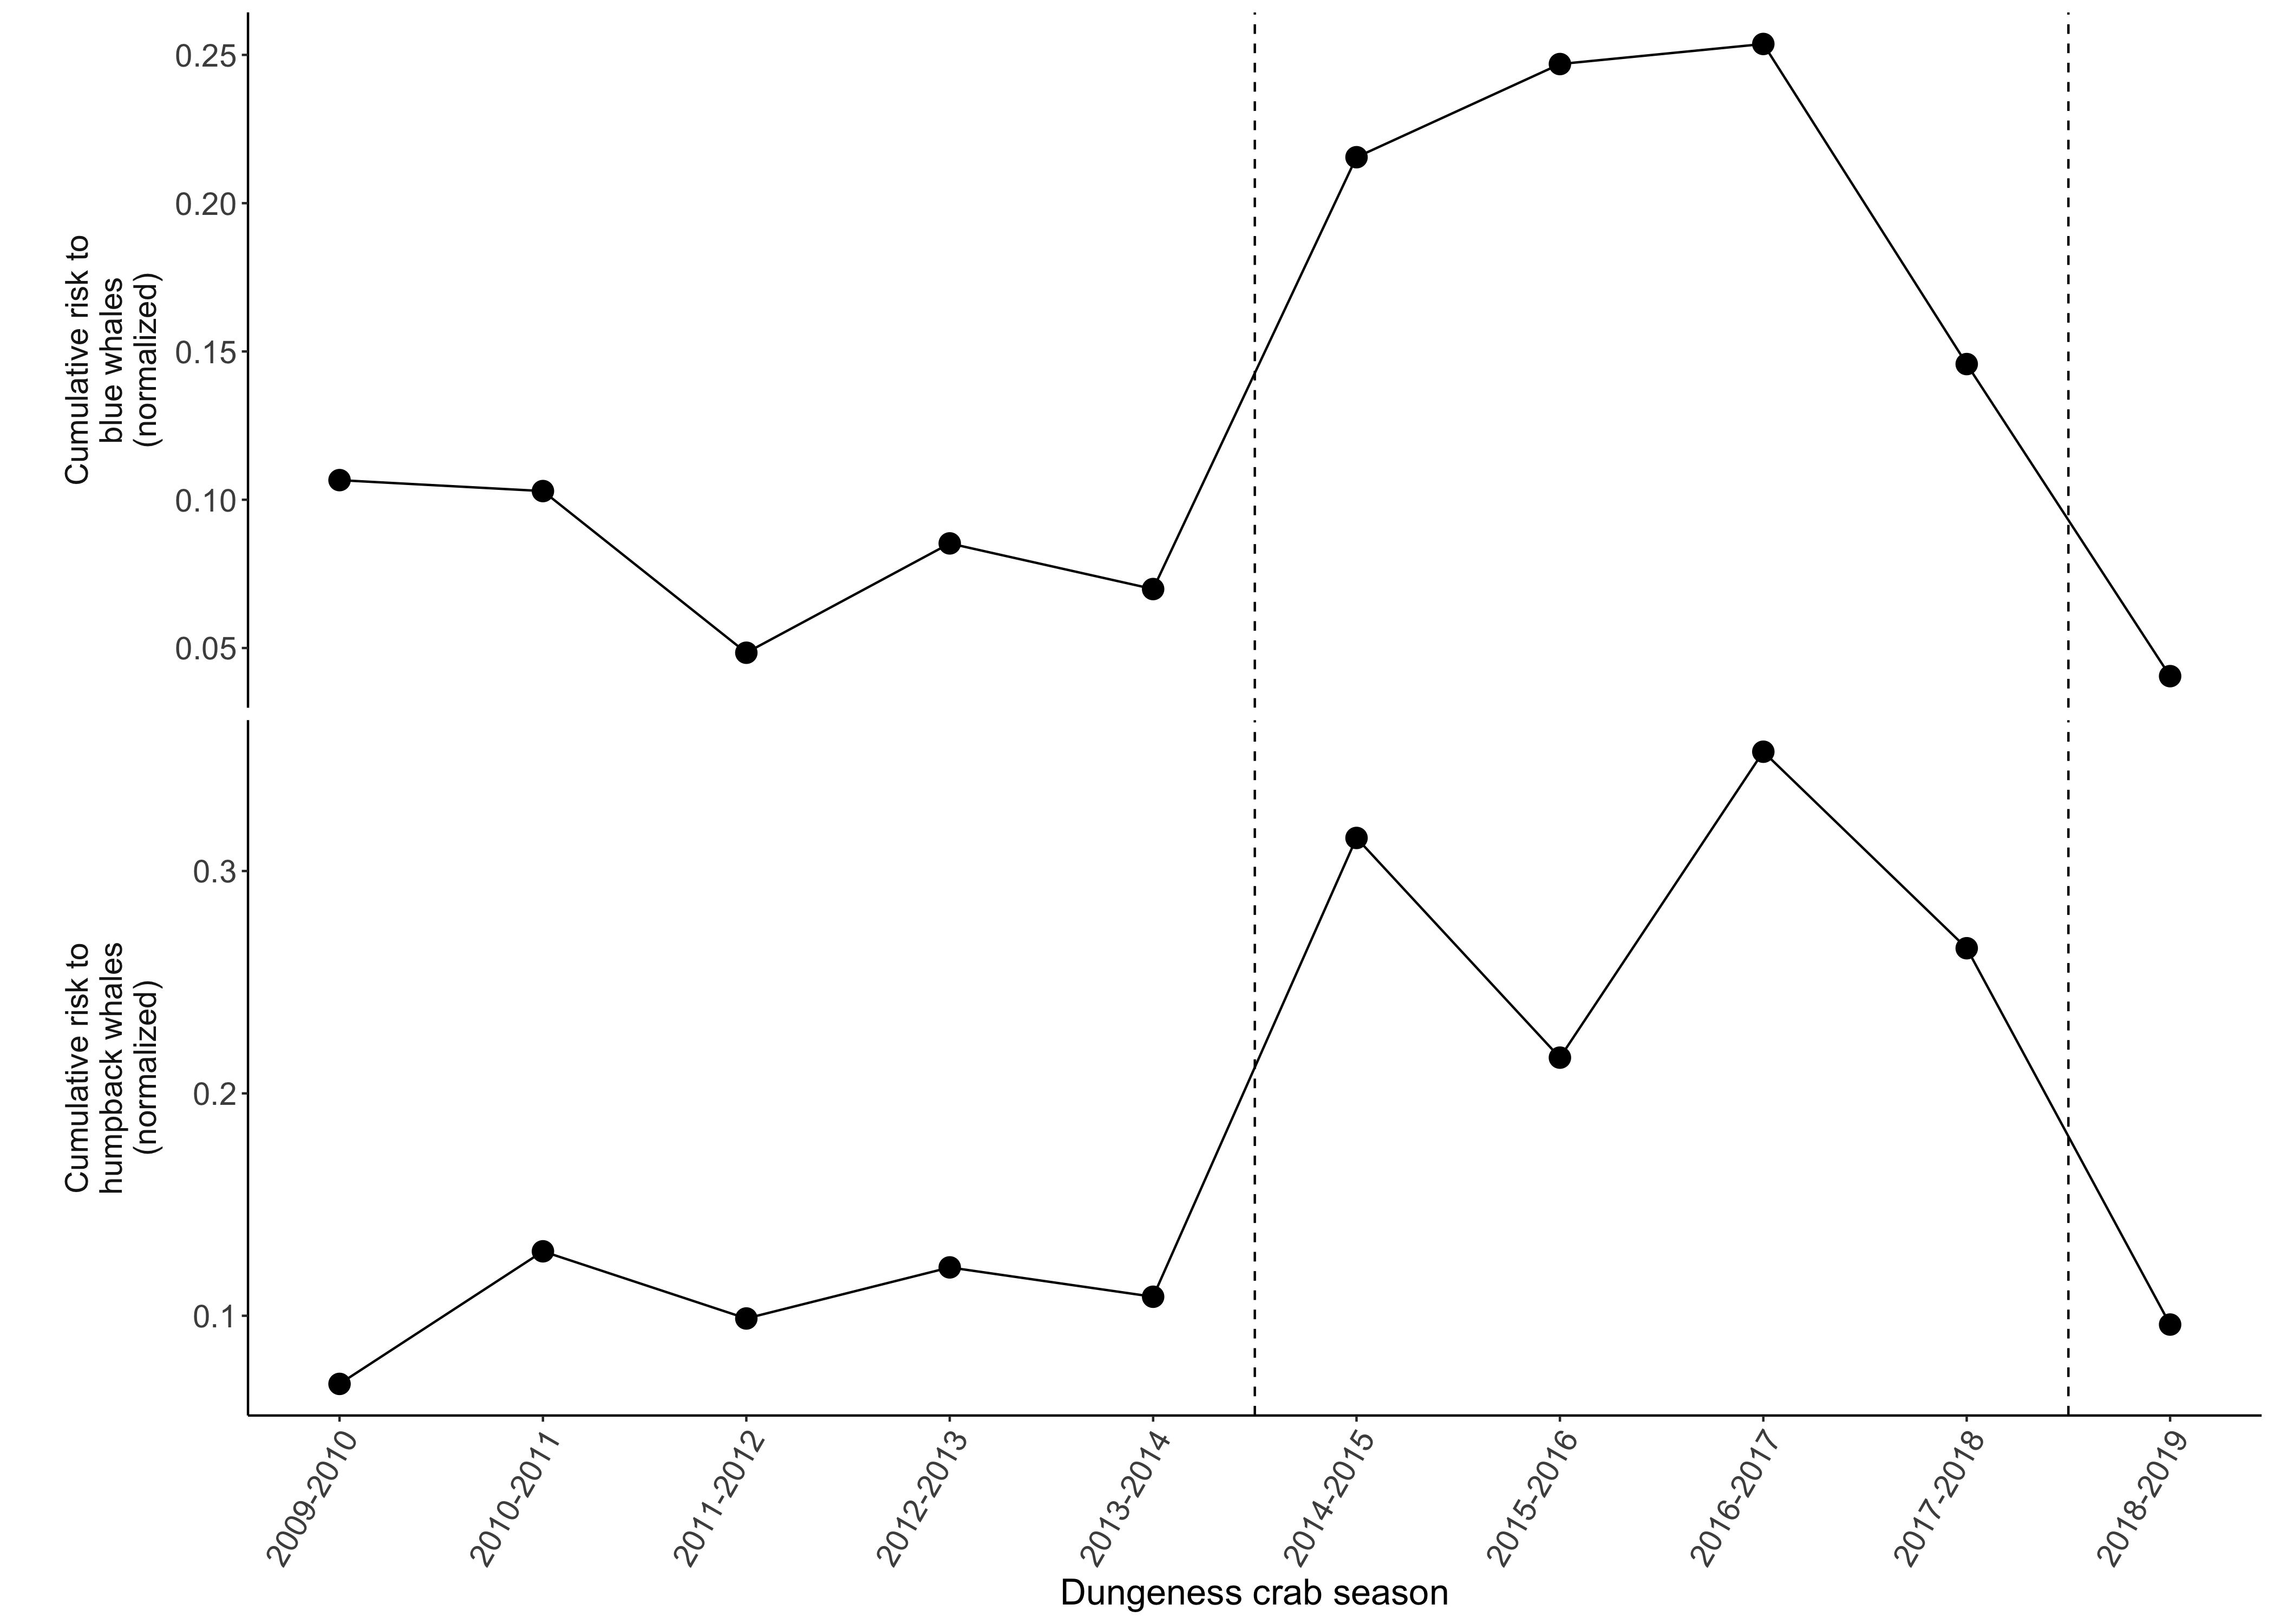 Cumulative risk to
blue whales
(normalized)
0.25
0.20
0.15
0.10
0.05
Cumulative risk to
humpback whales
(normalized)
0.3
0.2
0.1
2009-2010
2010-2011
2011-2012
2012-2013
2013-2014
2014-2015
2015-2016
2016-2017
2017-2018
2018-2019
Dungeness crab season